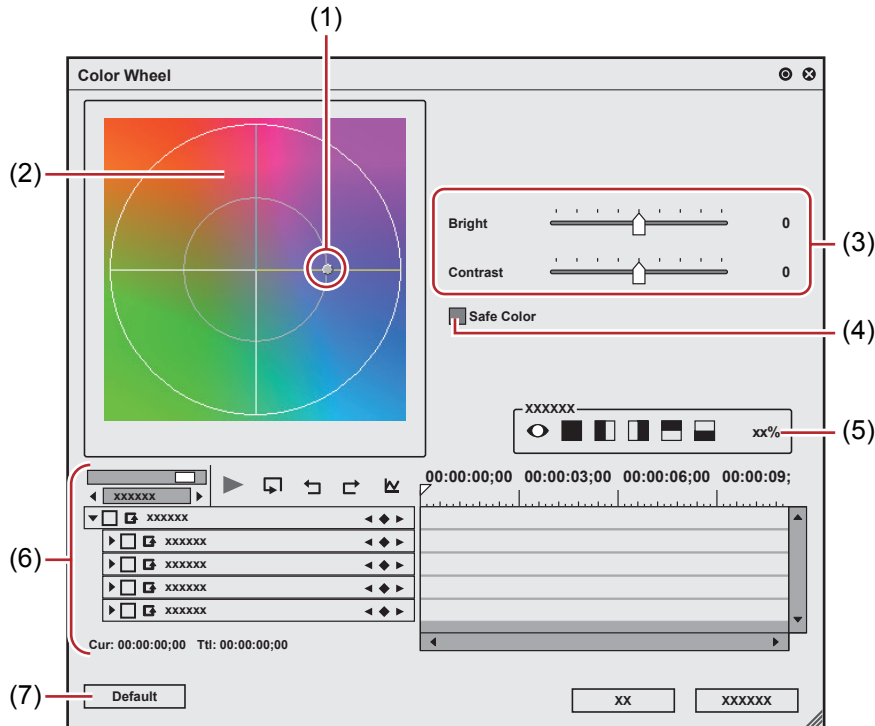 (1)
Color Wheel
(2)
Bright 0
(3)
Contrast 0
Safe Color
(4)
xxxxxx
xx%
(5)
00:00:00;00 00:00:03;00 00:00:06;00 00:00:09;
xxxxxx
xxxxxx
xxxxxx
(6)
xxxxxx
xxxxxx
xxxxxx
Cur: 00:00:00;00 Ttl: 00:00:00;00
(7)
Default
xx
xxxxxx